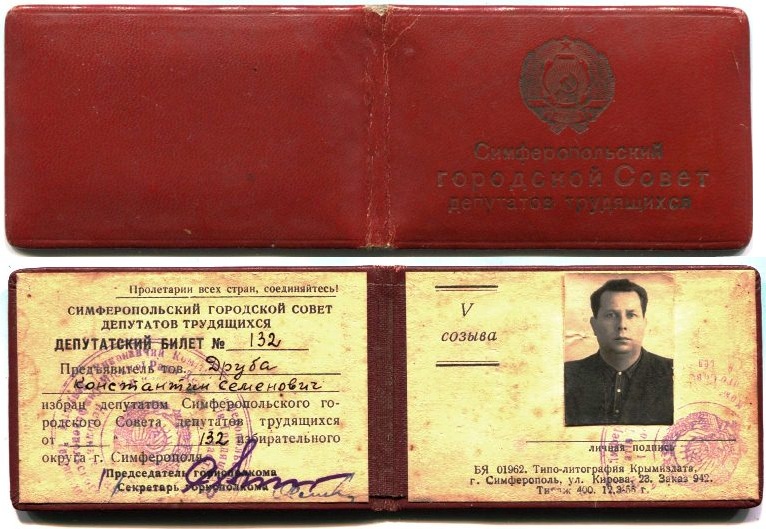 Симферопольский
городской Совет
депутатов трудящихся
Пролетарии всех стран, соединяйтесь!
СИМФЕРОПОЛЬСКИЙ ГОРОДСКОЙ СОВЕТ
ДЕПУТАТОВ ТРУДЯЩИХСЯ
ДЕПУТАТСКИЙ БИЛЕТ № 132
Предъявитель тов. Друба
Константин Семенович
избран депутатом Симферопольского го-
родского Совета депутатов трудящихся
от 132 избирательного
округа г. Симферополя.
Председатель горисполкома
Секретарь горисполкома
V
созыва
личная подпись
БЯ 01962. Типо-литография Крымиздата,
г. Симферополь, ул. Кирова, 23. Заказ 942.
Тираж 400.